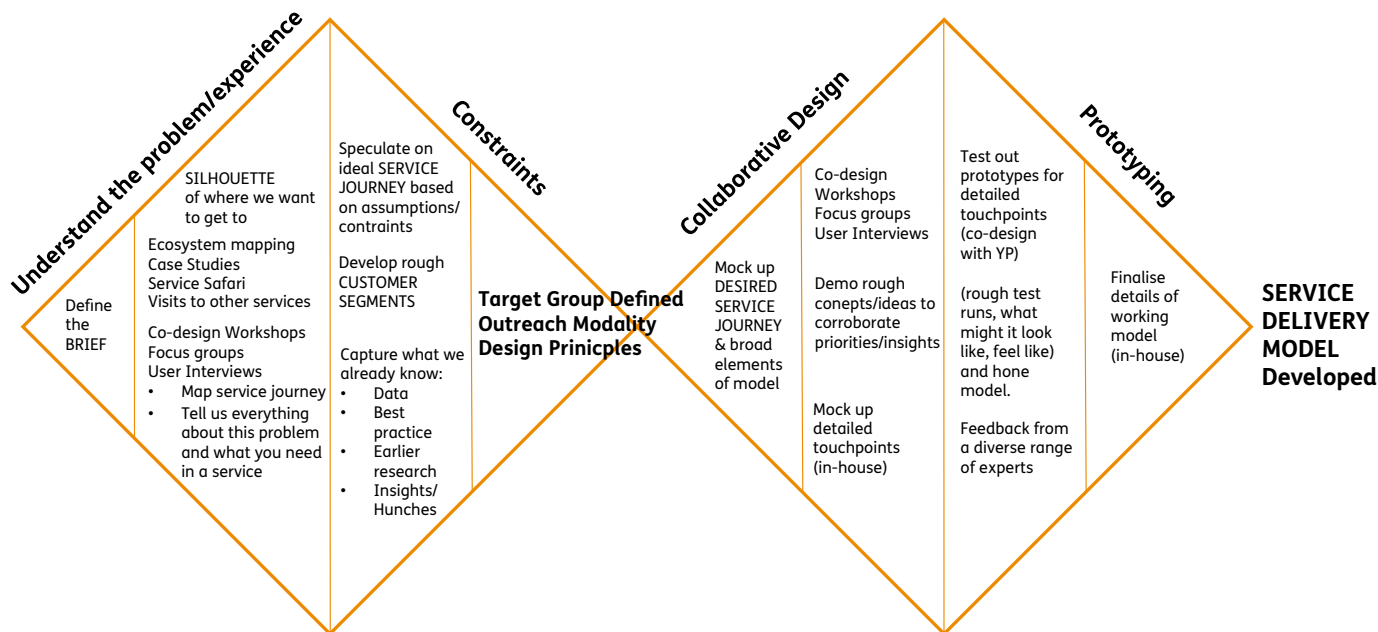 Understand the problem/experience
Define
the
BRIEF
SILHOUETTE
of where we want
to get to
Ecosystem mapping
Case Studies
Service Safari
Visits to other services
Co-design Workshops
Focus groups
User Interviews
• Map service journey
• Tell us everything
about this problem
and what you need
in a service
Constraints
Speculate on
ideal SERVICE
JOURNEY based
on assumptions/
contraints
Develop rough
CUSTOMER
SEGMENTS
Capture what we
already know:
• Data
• Best
practice
• Earlier
research
• Insights/
Hunches
Target Group Defined
Outreach Modality
Design Prinicples
Collaborative Design
Mock up
DESIRED
SERVICE
JOURNEY
& broad
elements
of model
Co-design
Workshops
Focus groups
User Interviews
Demo rough
conepts/ideas to
corroborate
priorities/insights
Mock up
detailed
touchpoints
(in-house)
Prototyping
Test out
prototypes for
detailed
touchpoints
(co-design
with YP)
(rough test
runs, what
might it look
like, feel like)
and hone
model.
Feedback from
a diverse range
of experts
Finalise
details of
working
model
(in-house)
SERVICE
DELIVERY
MODEL
Developed